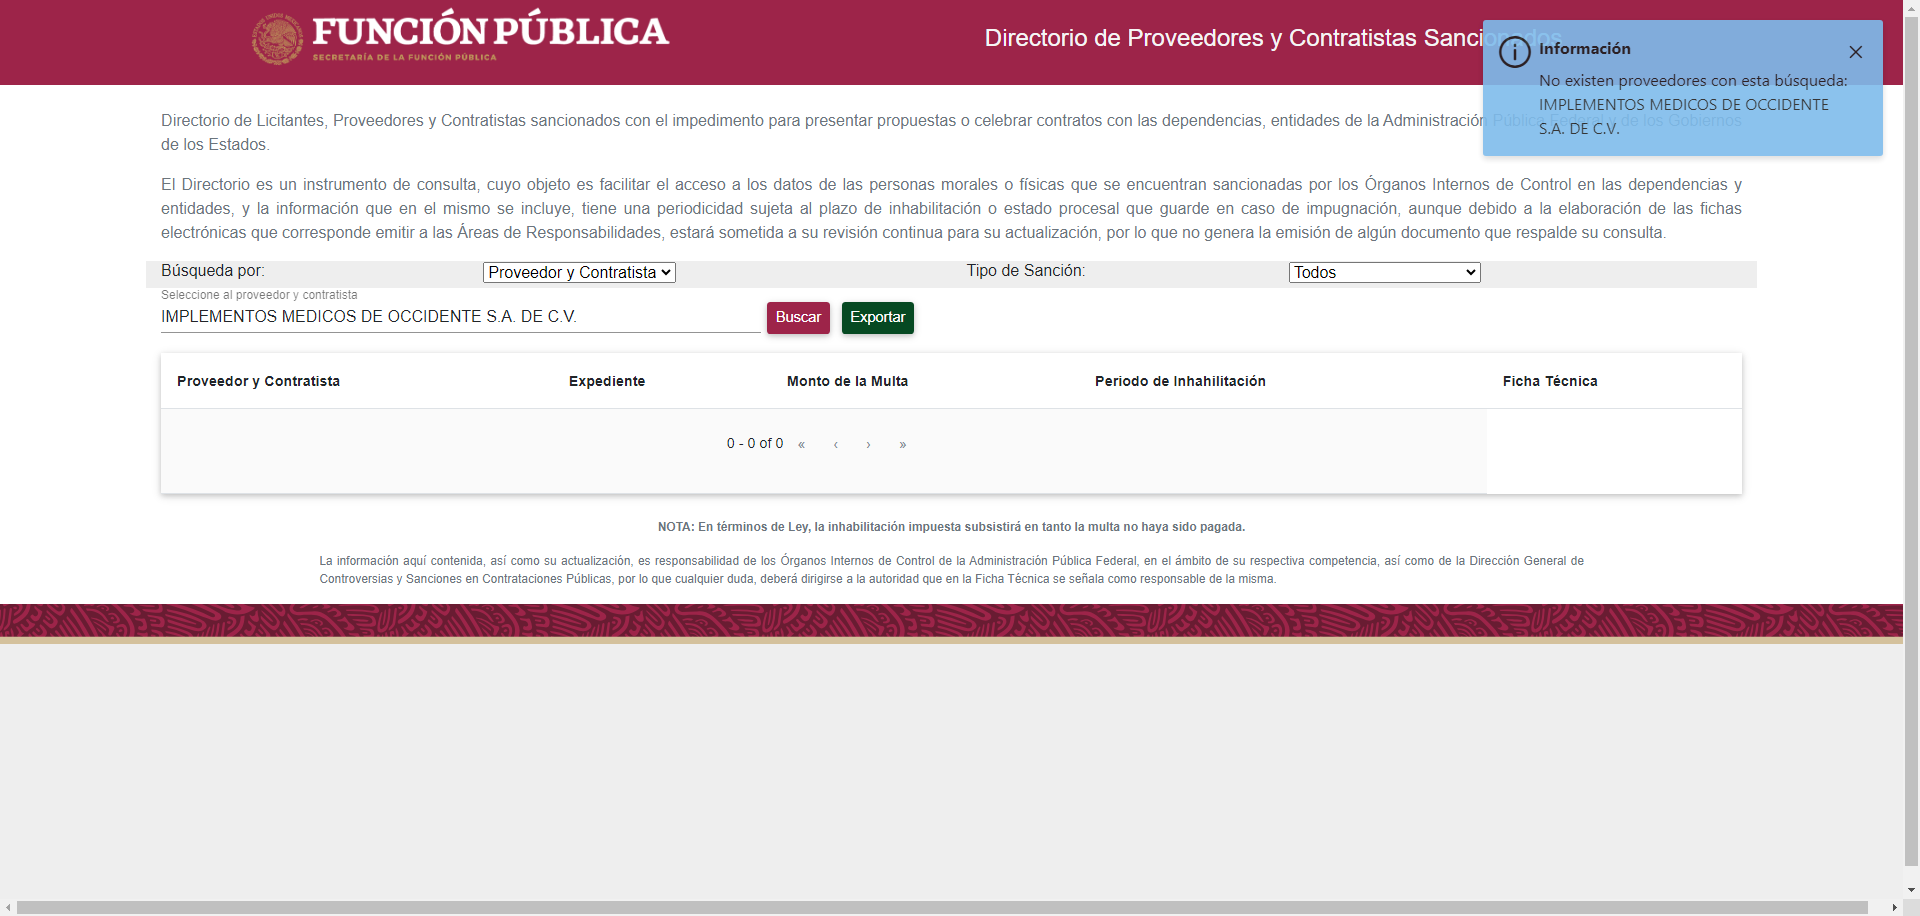 FUNCIÓN PÚBLICA
SECRETARÍA DE LA FUNCIÓN PÚBLICA
Directorio de Proveedores y Contratistas Sancionados
Información
No existen proveedores con esta búsqueda:
IMPLEMENTOS MEDICOS DE OCCIDENTE
S.A. DE C.V.
Directorio de Licitantes, Proveedores y Contratistas sancionados con el impedimento para presentar propuestas o celebrar contratos con las dependencias, entidades de la Administración Pública Federal y de los Gobiernos
de los Estados.
El Directorio es un instrumento de consulta, cuyo objeto es facilitar el acceso a los datos de las personas morales o físicas que se encuentran sancionadas por los Órganos Internos de Control en las dependencias y
entidades, y la información que en el mismo se incluye, tiene una periodicidad sujeta al plazo de inhabilitación o estado procesal que guarde en caso de impugnación, aunque debido a la elaboración de las fichas
electrónicas que corresponde emitir a las Áreas de Responsabilidades, estará sometida a su revisión continua para su actualización, por lo que no genera la emisión de algún documento que respalde su consulta.
Búsqueda por: Proveedor y Contratista Tipo de Sanción: Todos
Seleccione al proveedor y contratista
IMPLEMENTOS MEDICOS DE OCCIDENTE S.A. DE C.V. Buscar Exportar
Proveedor y Contratista Expediente Monto de la Multa Periodo de Inhahilitación Ficha Técnica
0 - 0 of 0 « ‹ › »
NOTA: En términos de Ley, la inhabilitación impuesta subsistirá en tanto la multa no haya sido pagada.
La información aquí contenida, así como su actualización, es responsabilidad de los Órganos Internos de Control de la Administración Pública Federal, en el ámbito de su respectiva competencia, así como de la Dirección General de
Controversias y Sanciones en Contrataciones Públicas, por lo que cualquier duda, deberá dirigirse a la autoridad que en la Ficha Técnica se señala como responsable de la misma.